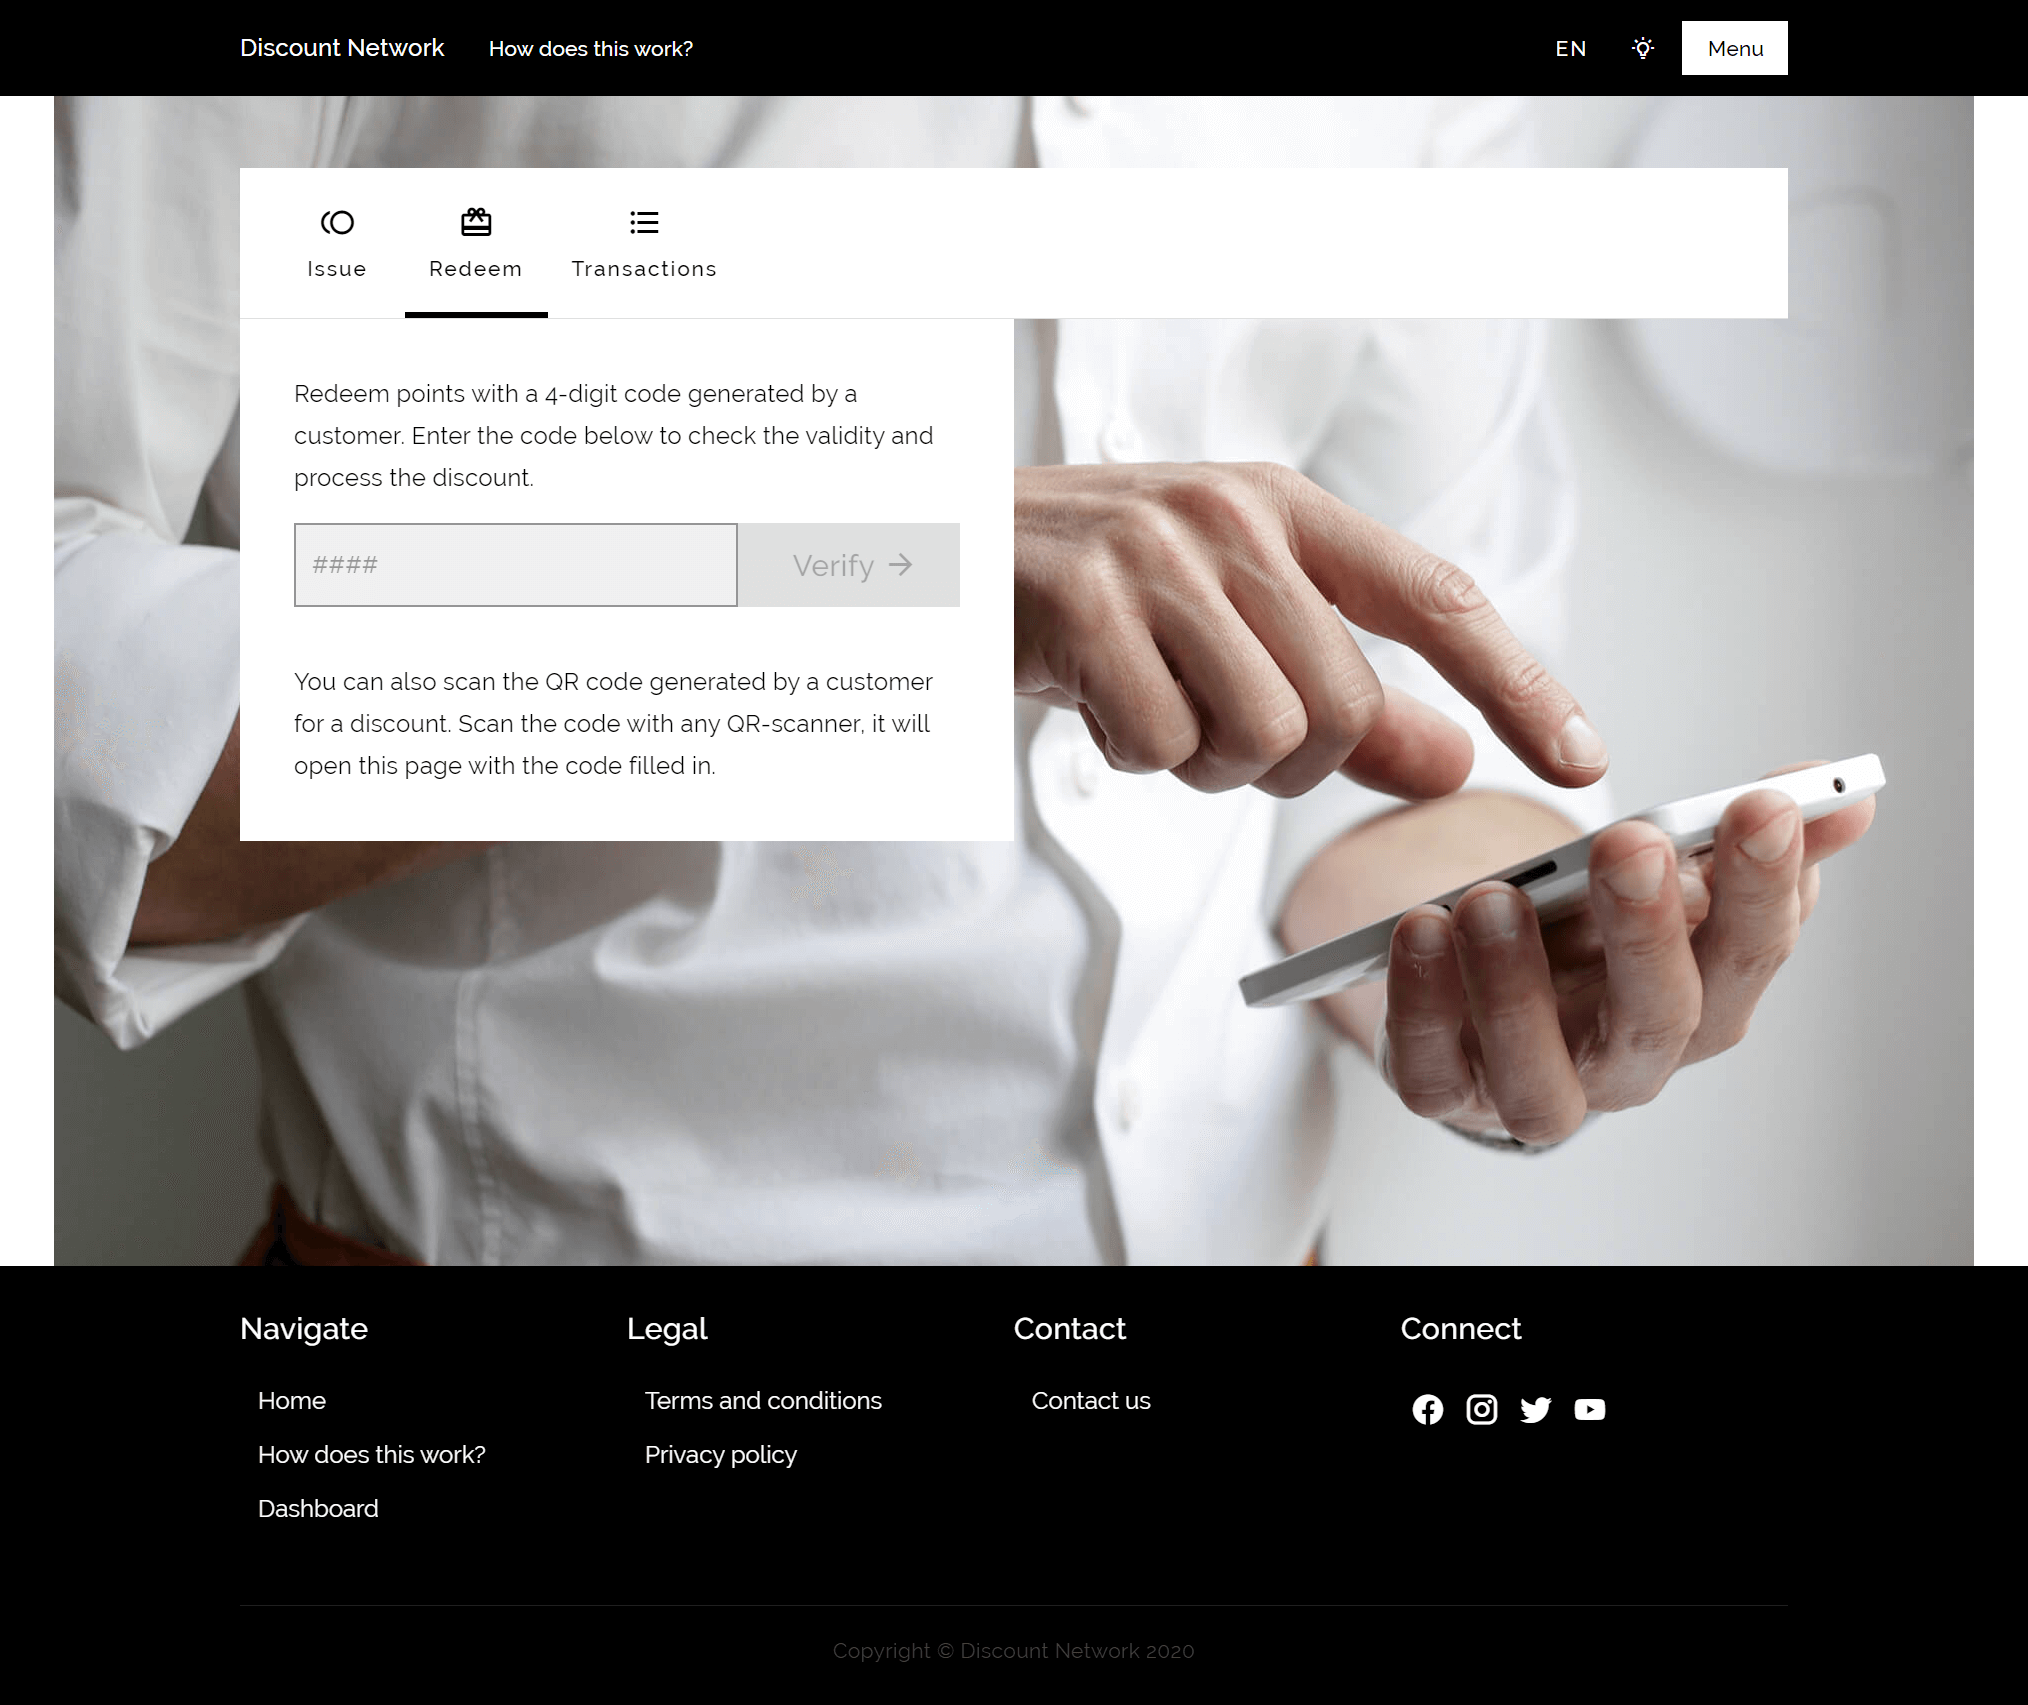 Discount Network
How does this work?
EN
Menu
Issue
Redeem
Transactions
Redeem points with a 4-digit code generated by a
customer. Enter the code below to check the validity and
process the discount.
####
Verify →
You can also scan the QR code generated by a customer
for a discount. Scan the code with any QR-scanner, it will
open this page with the code filled in.
Navigate
Home
How does this work?
Dashboard
Legal
Terms and conditions
Privacy policy
Contact
Contact us
Connect
Copyright © Discount Network 2020